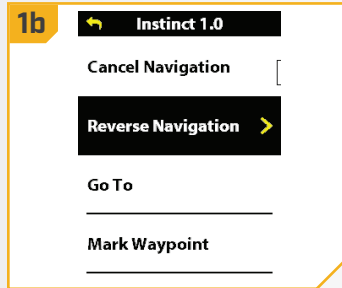 1b
Instinct 1.0
Cancel Navigation
Reverse Navigation
Go To
Mark Waypoint